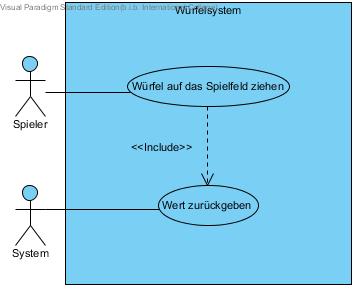 Visual Paradigm Standard Edition(b.i.b. International College)
Würfelsystem
Würfel auf das Spielfeld ziehen
Spieler
<<Include>>
Wert zurückgeben
System